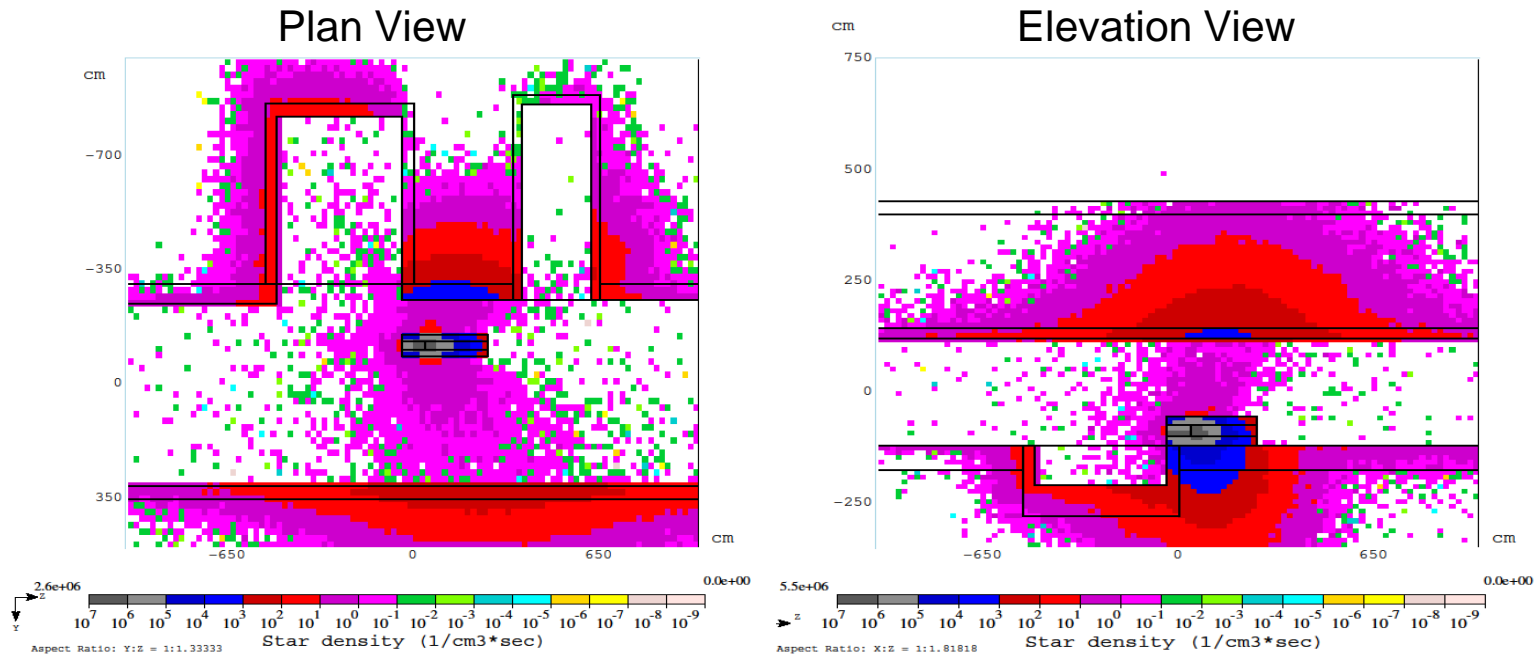 Plan View
cm
-700
-350
0
350
cm
-650
0
650
2.6e+06
0.0e+00
10^7 10^6 10^5 10^4 10^3 10^2 10^1 10^0 10^-1 10^-2 10^-3 10^-4 10^-5 10^-6 10^-7 10^-8 10^-9
Star density (1/cm3*sec)
Z
Y
Aspect Ratio: Y:Z = 1:1.33333
Elevation View
cm
750
500
250
0
-250
cm
-650
0
650
5.5e+06
0.0e+00
10^7 10^6 10^5 10^4 10^3 10^2 10^1 10^0 10^-1 10^-2 10^-3 10^-4 10^-5 10^-6 10^-7 10^-8 10^-9
Star density (1/cm3*sec)
Z
Aspect Ratio: X:Z = 1:1.81818